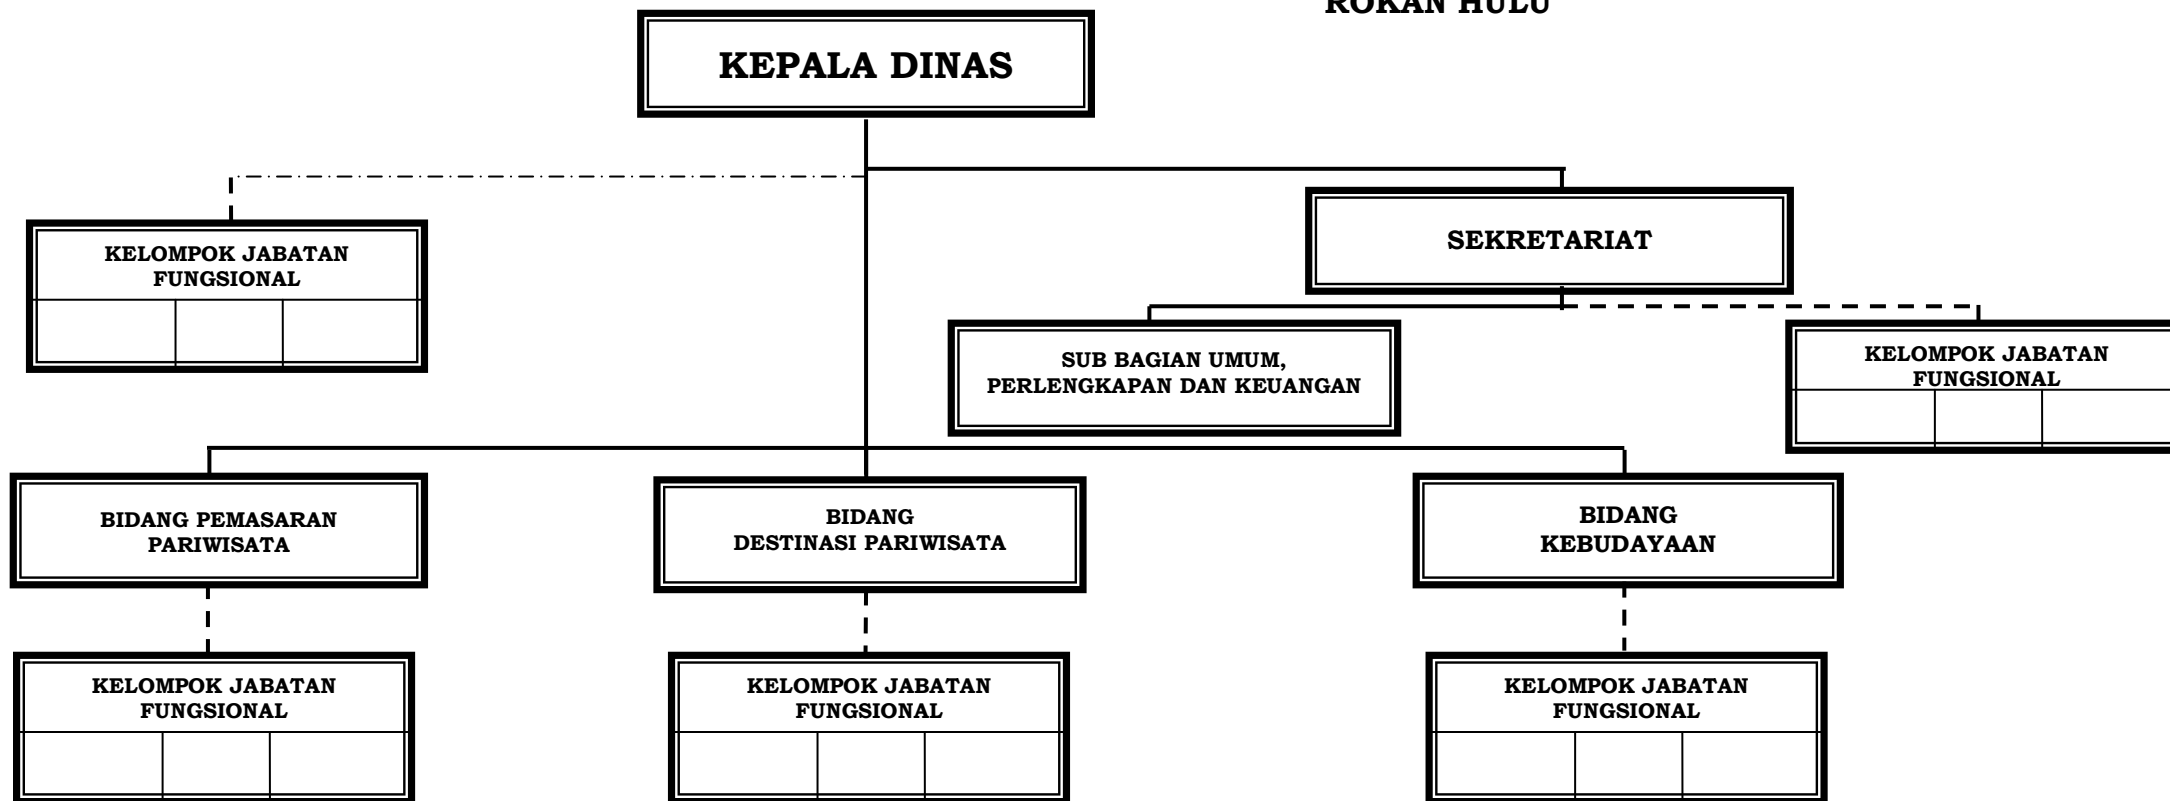 ROKAN HULU
KEPALA DINAS
KELOMPOK JABATAN
FUNGSIONAL
SEKRETARIAT
SUB BAGIAN UMUM,
PERLENGKAPAN DAN KEUANGAN
KELOMPOK JABATAN
FUNGSIONAL
BIDANG PEMASARAN
PARIWISATA
BIDANG
DESTINASI PARIWISATA
BIDANG
KEBUDAYAAN
KELOMPOK JABATAN
FUNGSIONAL
KELOMPOK JABATAN
FUNGSIONAL
KELOMPOK JABATAN
FUNGSIONAL